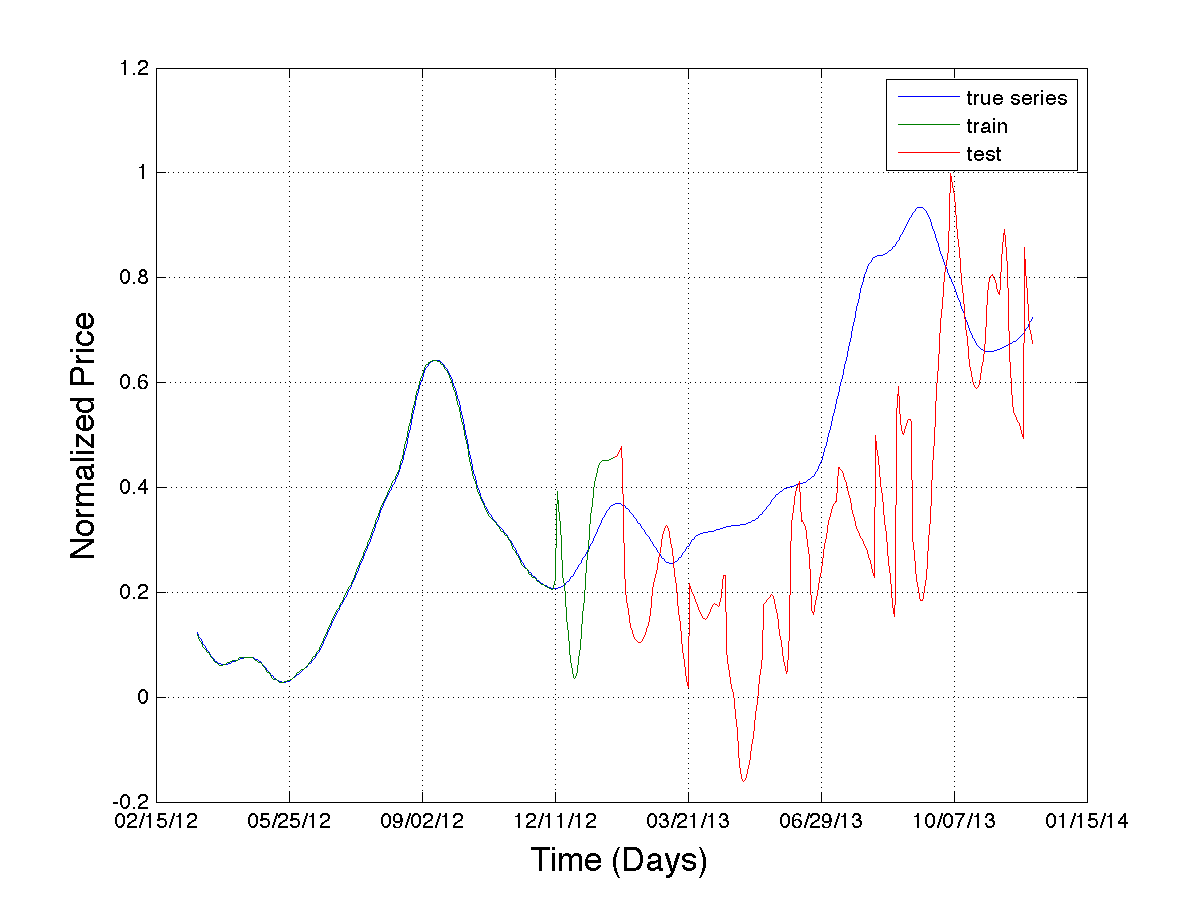 1.2
1
0.8
0.6
0.4
0.2
0
-0.2
Normalized Price
true series
train
test
02/15/12 05/25/12 09/02/12 12/11/12 03/21/13 06/29/13 10/07/13 01/15/14
Time (Days)